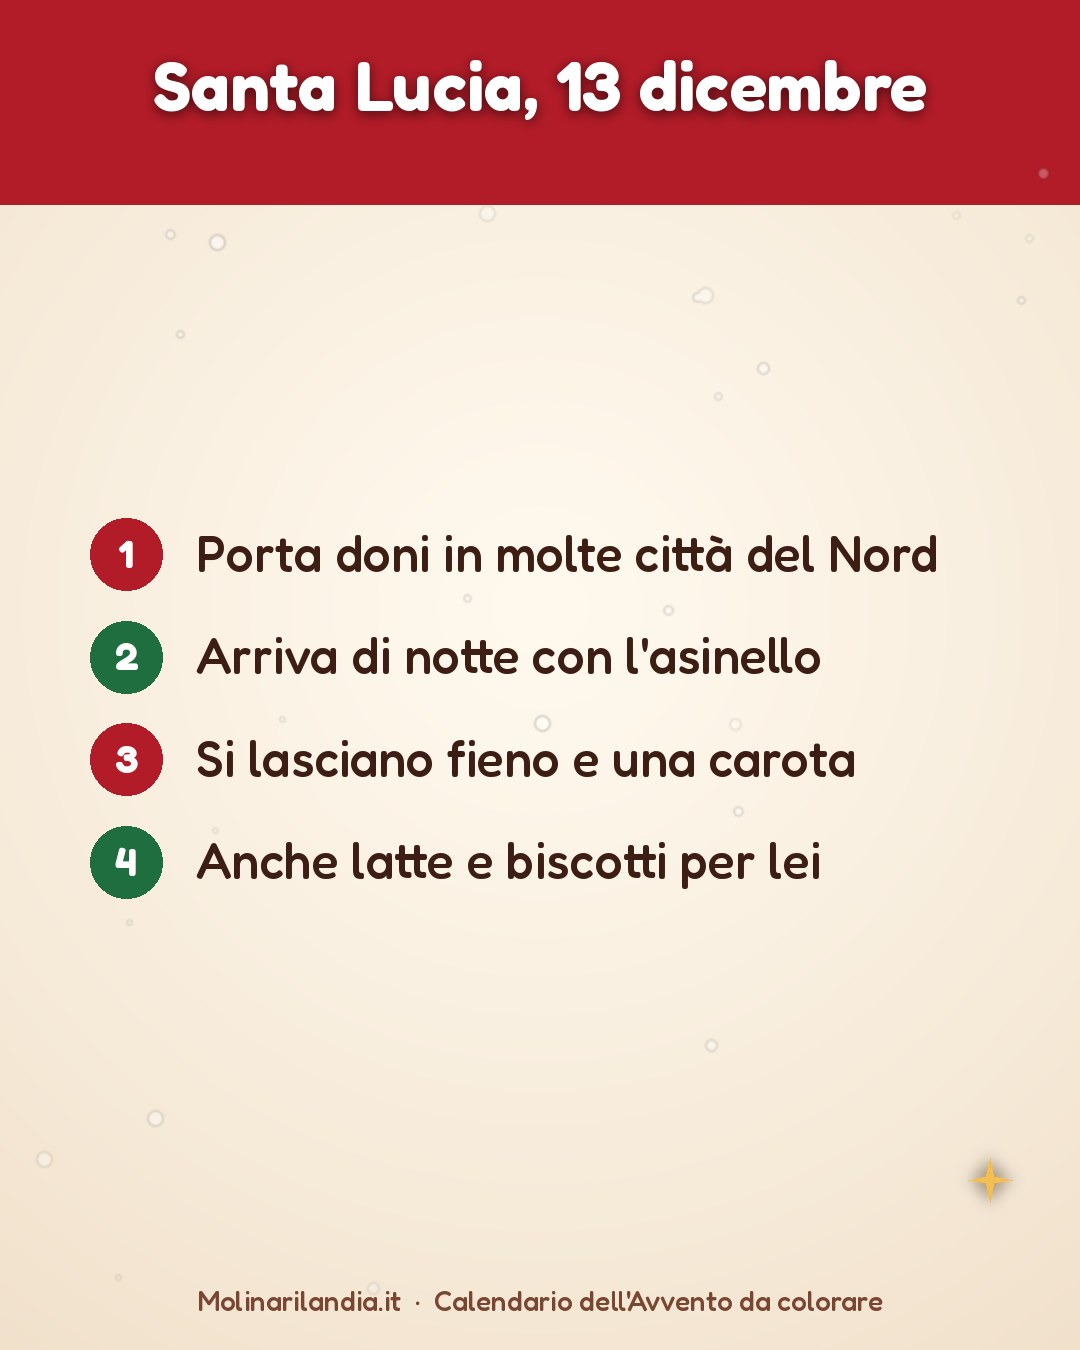 Santa Lucia, 13 dicembre
1 Porta doni in molte città del Nord
2 Arriva di notte con l'asinello
3 Si lasciano fieno e una carota
4 Anche latte e biscotti per lei
Molinarilandia.it · Calendario dell'Avvento da colorare